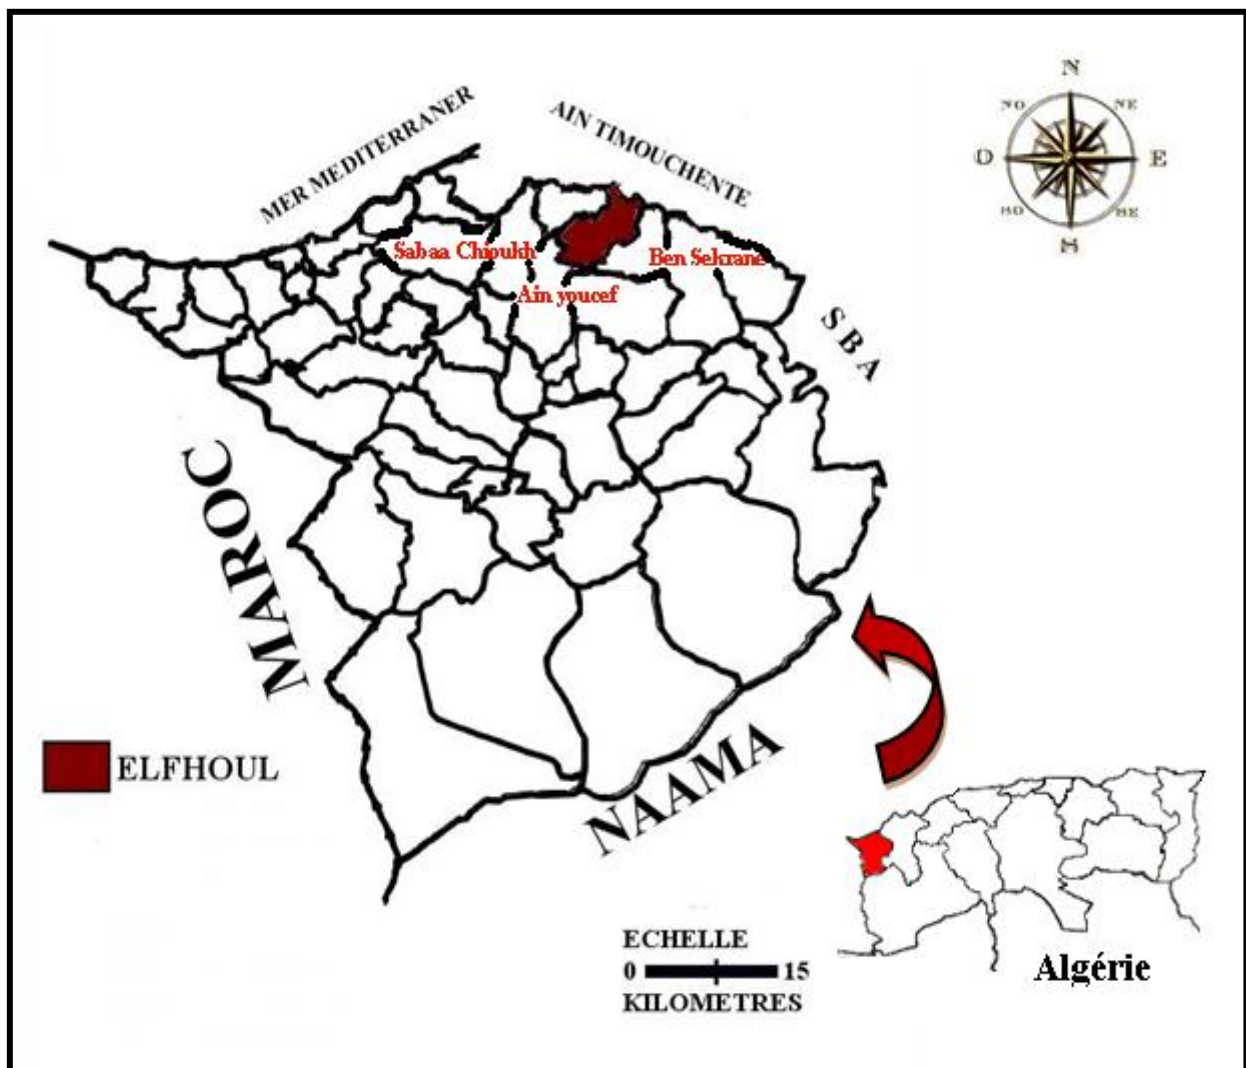 N
NO
NE
O
E
SO
SE
S
MER MEDITERRANER
AIN TIMOUCHENTE
Sabaa Chioukh
Ben Sekrane
Ain youcef
SBA
MAROC
ELFHOUL
NAAMA
ECHELLE
0 15
KILOMETRES
Algérie